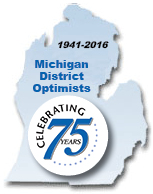 1941-2016
Michigan
District
Optimists
CELEBRATING
75
YEARS